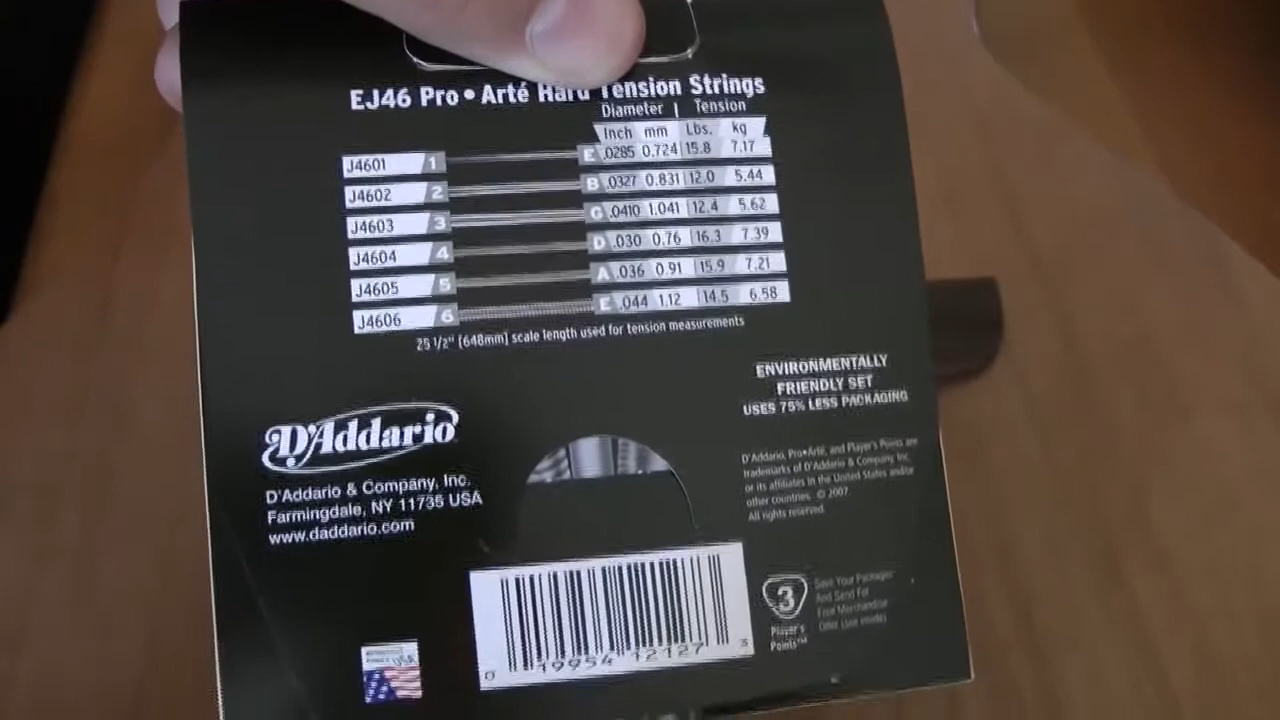 EJ46 Pro•Arté Hard Tension Strings
Diameter | Tension
Inch mm Lbs. kg
J4601 1 E .0285 0.724 15.8 7.17
J4602 2 B .0327 0.831 12.0 5.44
J4603 3 G .0410 1.041 12.4 5.62
J4604 4 D .030 0.76 16.3 7.39
J4605 5 A .036 0.91 15.9 7.21
J4606 6 E .044 1.12 14.5 6.58
25 1/2" (648mm) scale length used for tension measurements
ENVIRONMENTALLY
FRIENDLY SET
USES 75% LESS PACKAGING
D'Addario
D'Addario & Company, Inc.
Farmingdale, NY 11735 USA
www.daddario.com
D'Addario, Pro•Arté, and Player's Points are
trademarks of D'Addario & Company, Inc.
or its affiliates in the United States and/or
other countries. © 2007.
All rights reserved.
0 19954 12127 3
3
Player's
Points™
Save Your Packages
And Send For
Free Merchandise
USA